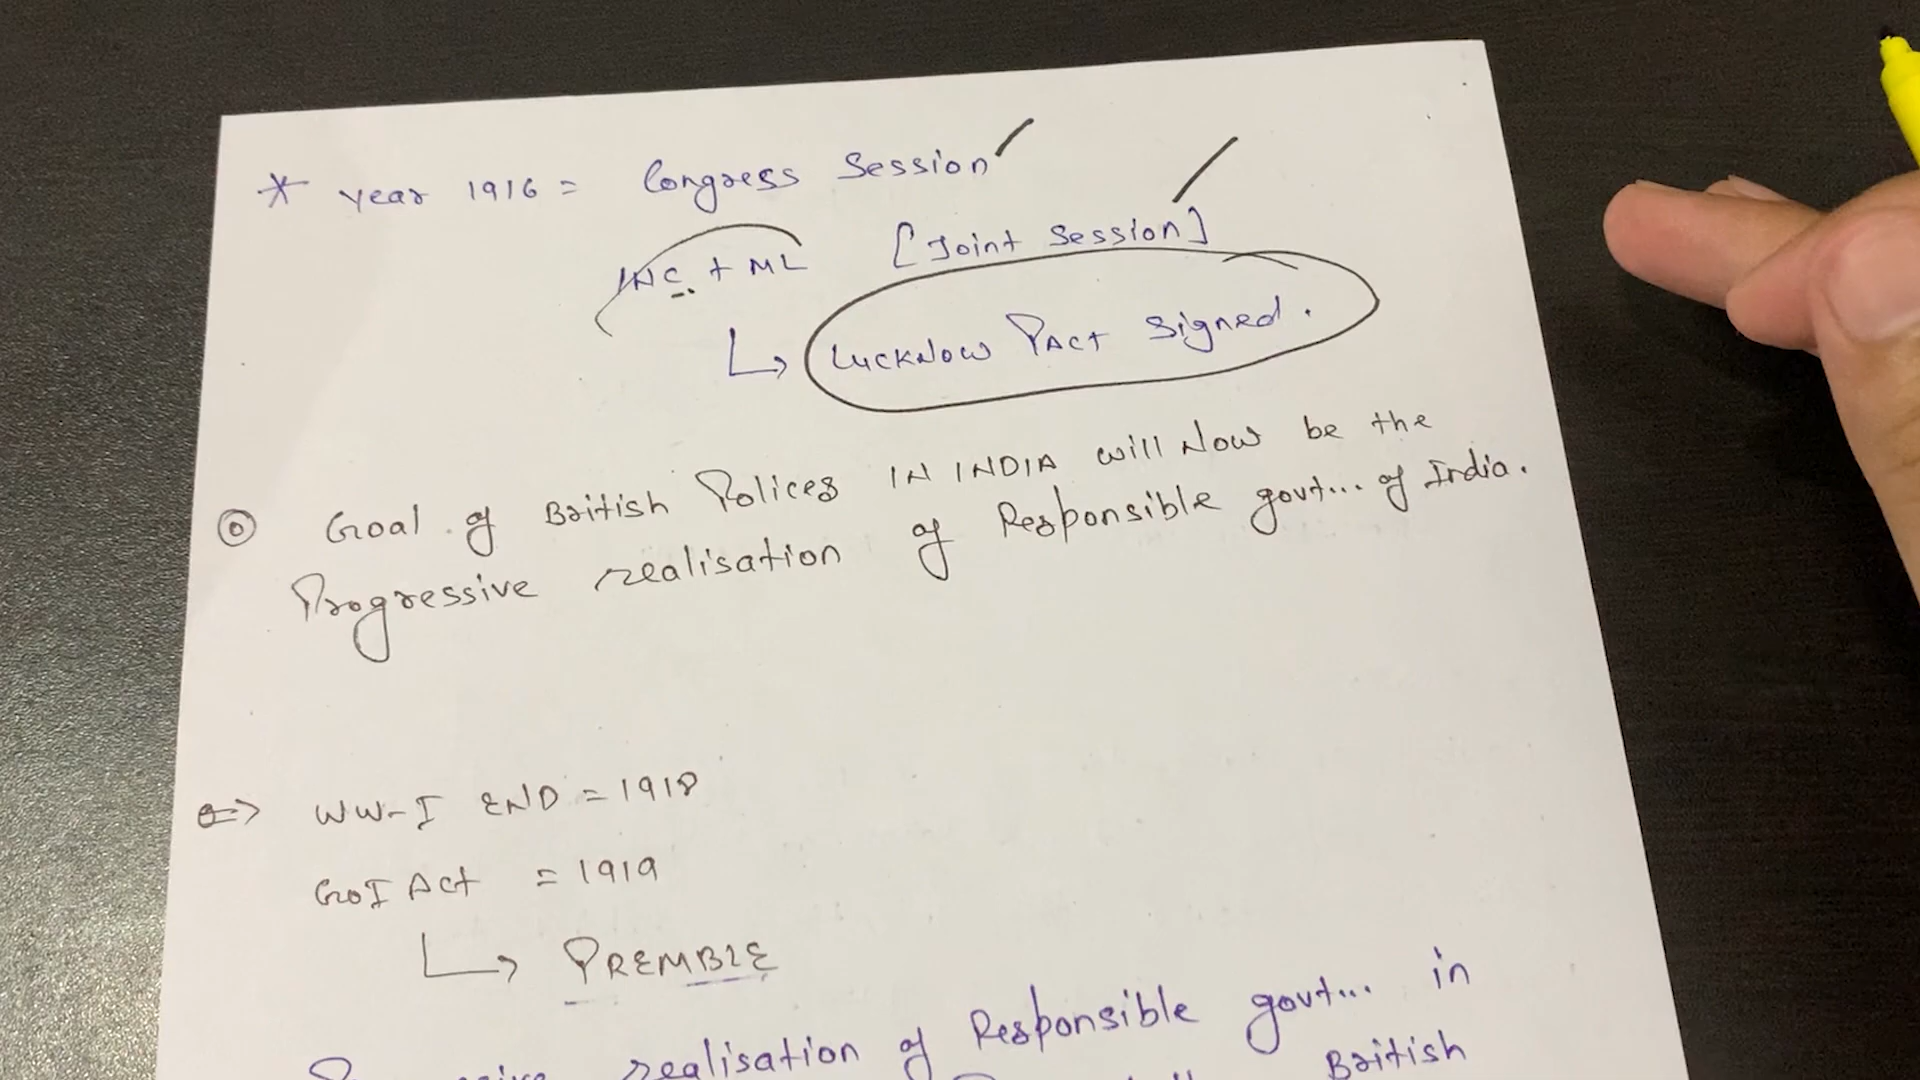 * year 1916 = Congress Session
INC + ML [Joint Session]
Lucknow Pact Signed.
Goal of British Polices IN INDIA will Now be the
Progressive realisation of Responsible govt... of India.
WW-I END = 1918
GOI Act = 1919
PREMBLE
realisation of Responsible govt... in
British